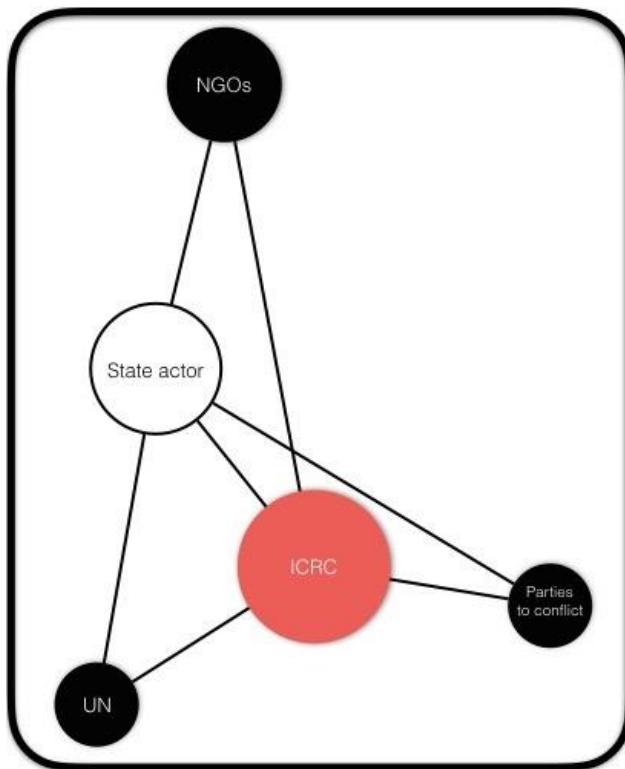 NGOs
State actor
ICRC
Parties
to conflict
UN